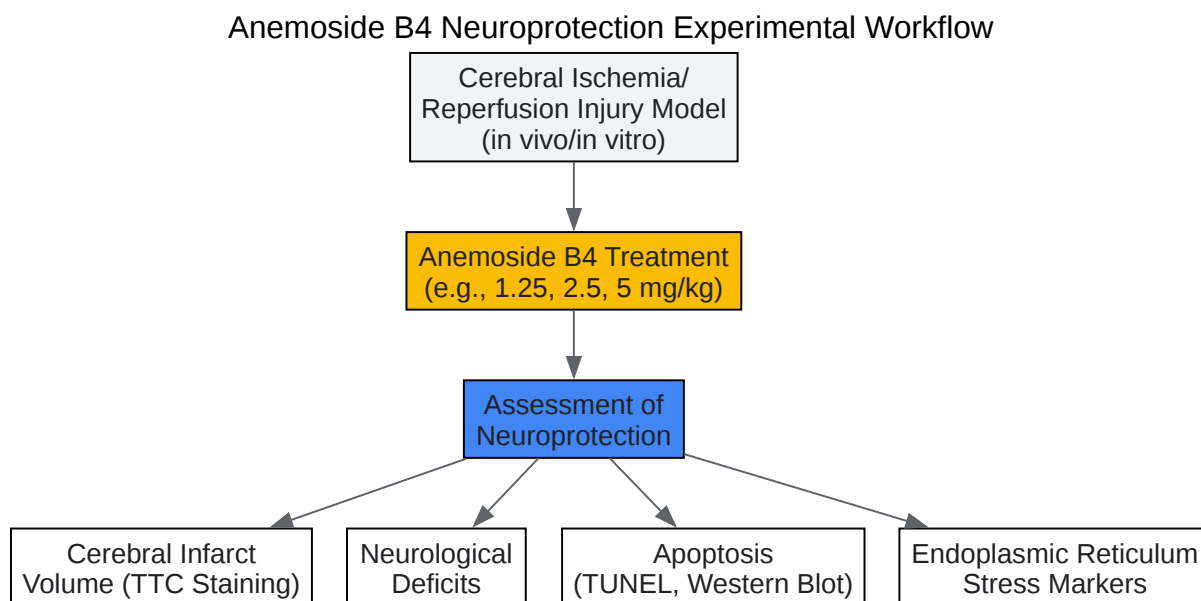 Anemoside B4 Neuroprotection Experimental Workflow
Cerebral Ischemia/
Reperfusion Injury Model
(in vivo/in vitro)
Anemoside B4 Treatment
(e.g., 1.25, 2.5, 5 mg/kg)
Assessment of
Neuroprotection
Cerebral Infarct
Volume (TTC Staining)
Neurological
Deficits
Apoptosis
(TUNEL, Western Blot)
Endoplasmic Reticulum
Stress Markers